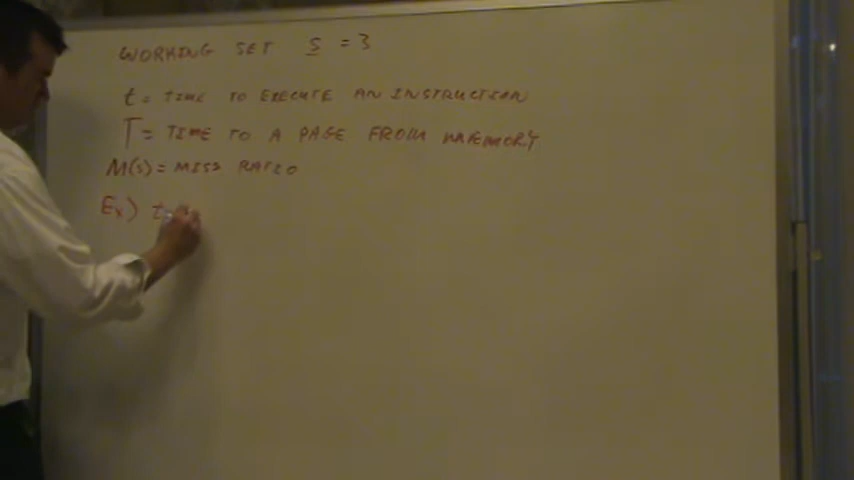 WORKING SET S = 3
t = TIME TO EXECUTE AN INSTRUCTION
T = TIME TO A PAGE FROM MEMORY
M(S) = MISS RATIO
Ex) t =